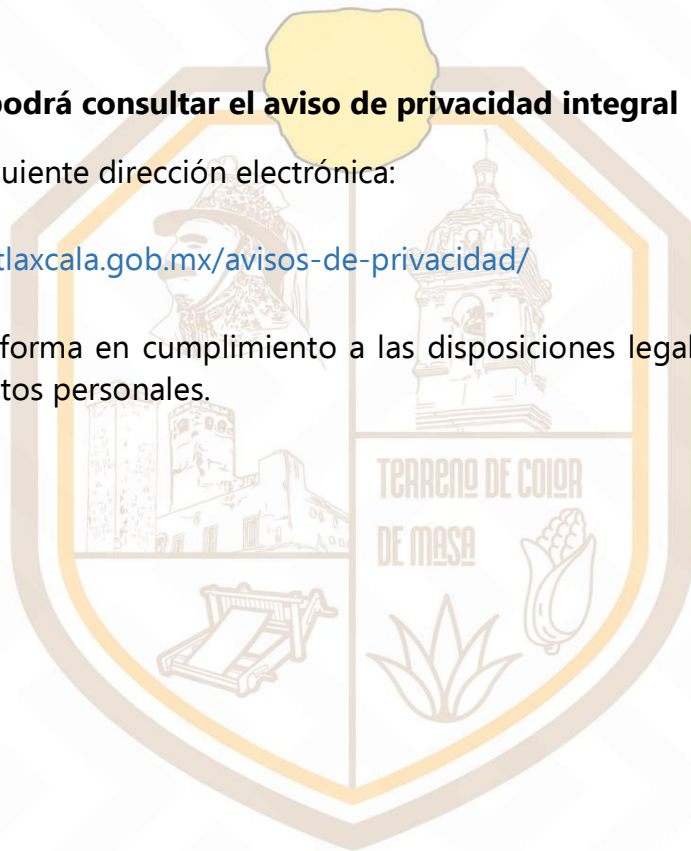 podrá consultar el aviso de privacidad integral
uiente dirección electrónica:
tlaxcala.gob.mx/avisos-de-privacidad/
forma en cumplimiento a las disposiciones legal
tos personales.
TERRENO DE COLOR
DE MASA